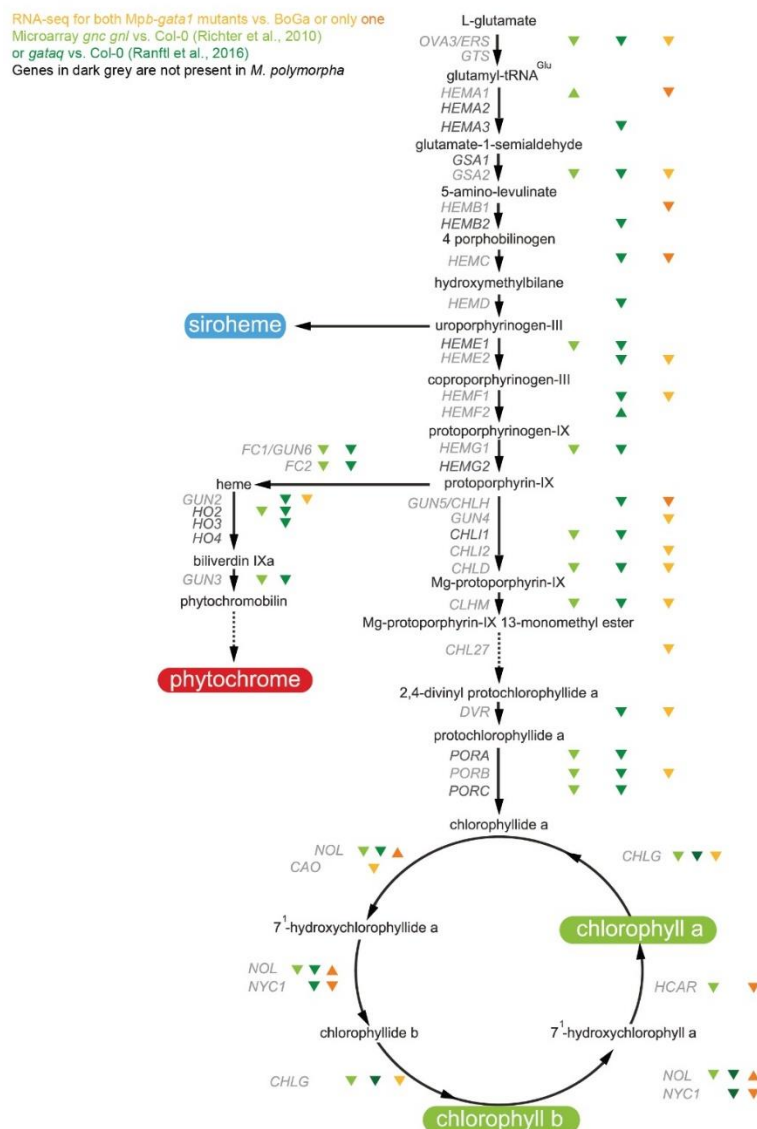 RNA-seq for both Mpb-gata1 mutants vs. BoGa or only one
Microarray gnc gnl vs. Col-0 (Richter et al., 2010)
or gataq vs. Col-0 (Ranftl et al., 2016)
Genes in dark grey are not present in M. polymorpha
L-glutamate
OVA3/ERS
GTS
glutamyl-tRNA^Glu
HEMA1
HEMA2
HEMA3
glutamate-1-semialdehyde
GSA1
GSA2
5-amino-levulinate
HEMB1
HEMB2
4 porphobilinogen
HEMC
hydroxymethylbilane
HEMD
siroheme
uroporphyrinogen-III
HEME1
HEME2
coproporphyrinogen-III
HEMF1
HEMF2
protoporphyrinogen-IX
HEMG1
HEMG2
protoporphyrin-IX
FC1/GUN6
FC2
heme
GUN2
HO2
HO3
HO4
biliverdin IXa
GUN3
phytochromobilin
phytochrome
GUN5/CHLH
GUN4
CHLI1
CHLI2
CHLD
Mg-protoporphyrin-IX
CLHM
Mg-protoporphyrin-IX 13-monomethyl ester
CHL27
2,4-divinyl protochlorophyllide a
DVR
protochlorophyllide a
PORA
PORB
PORC
chlorophyllide a
NOL
CAO
CHLG
7^1-hydroxychlorophyllide a
chlorophyll a
NOL
NYC1
HCAR
chlorophyllide b
7^1-hydroxychlorophyll a
CHLG
NOL
NYC1
chlorophyll b